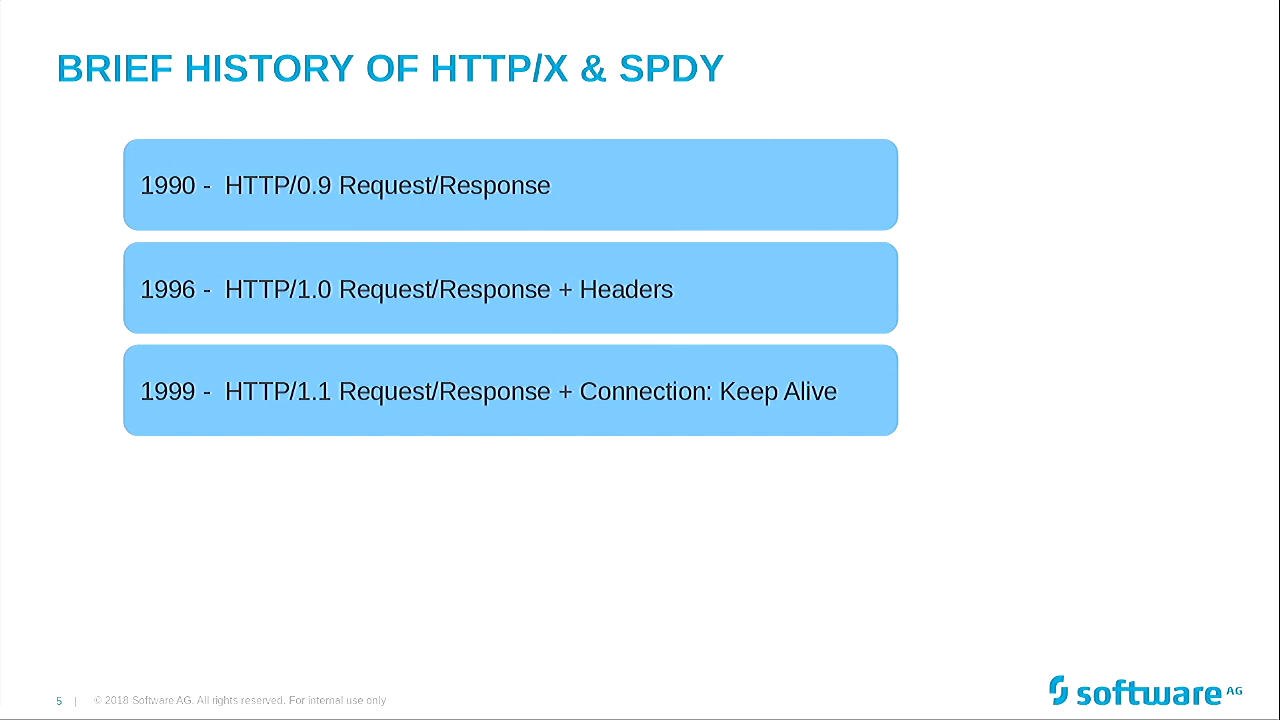 BRIEF HISTORY OF HTTP/X & SPDY
1990 - HTTP/0.9 Request/Response
1996 - HTTP/1.0 Request/Response + Headers
1999 - HTTP/1.1 Request/Response + Connection: Keep Alive
5 | © 2018 Software AG. All rights reserved. For internal use only
software AG